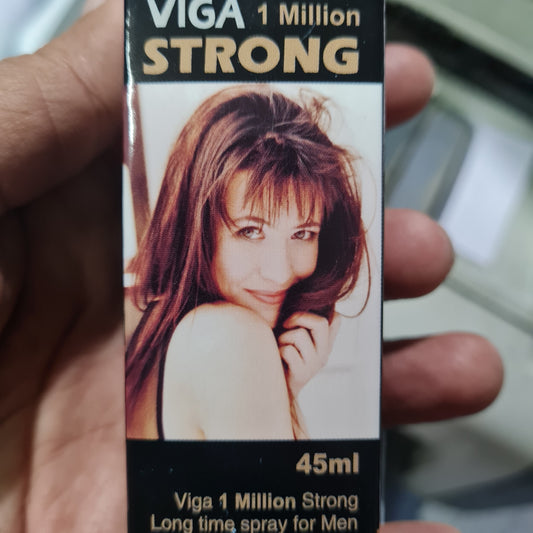 VIGA 1 Million
STRONG
45ml
Viga 1 Million Strong
Long time spray for Men